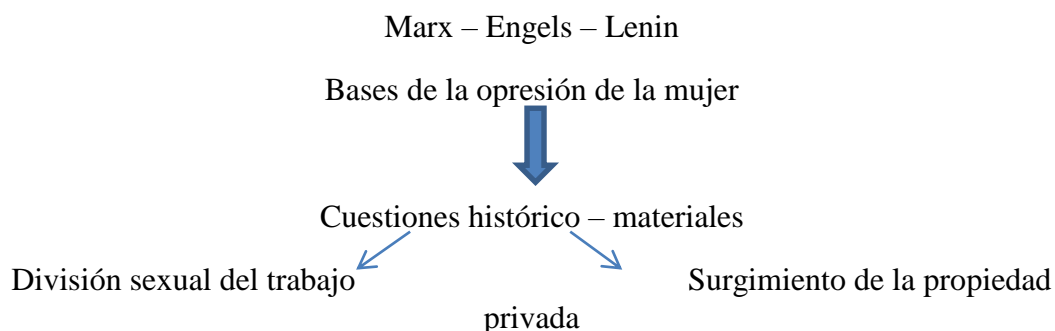 Marx – Engels – Lenin
Bases de la opresión de la mujer
Cuestiones histórico – materiales
División sexual del trabajo Surgimiento de la propiedad
privada